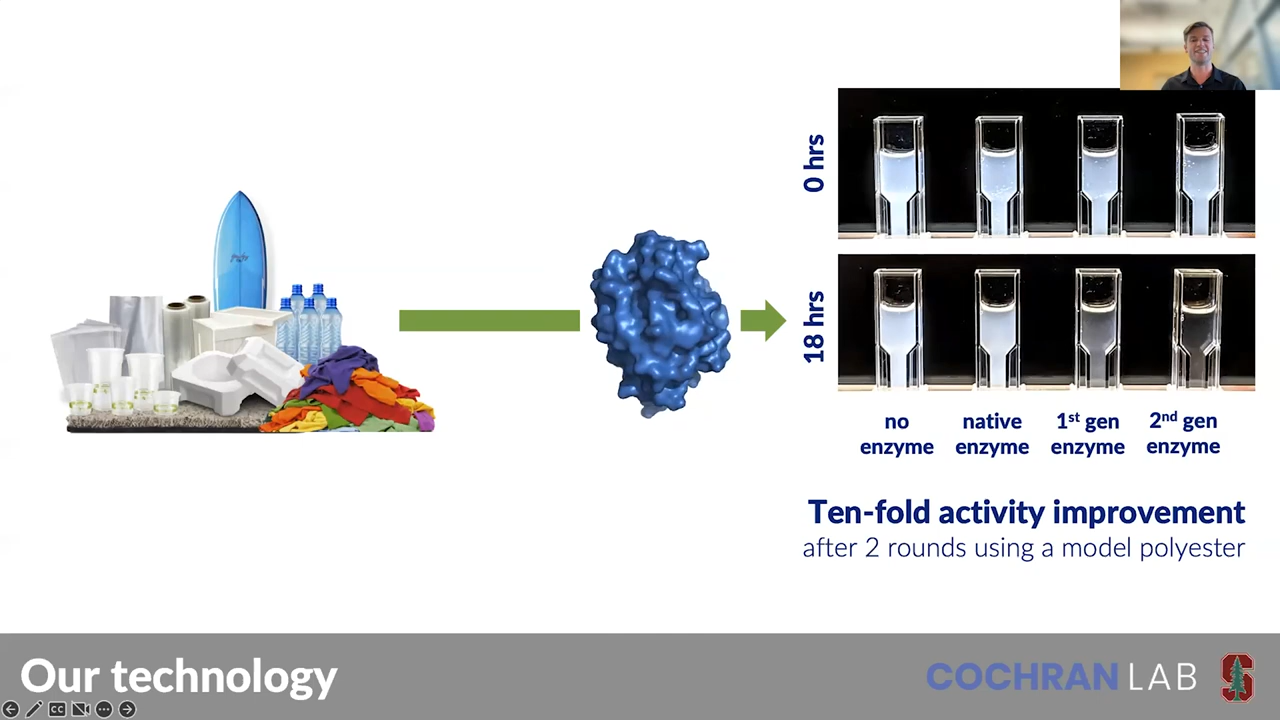 0 hrs
18 hrs
no enzyme
native enzyme
1st gen enzyme
2nd gen enzyme
Ten-fold activity improvement
after 2 rounds using a model polyester
Our technology
COCHRAN LAB
CC